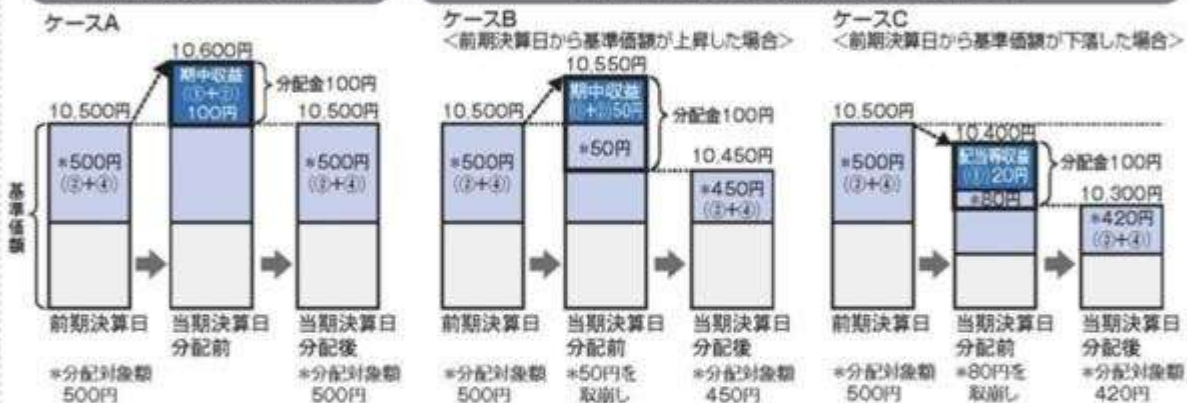 ケースA
10,500円
*500円
(③+④)
基準価額
前期決算日
*分配対象額
500円
10,600円
期中収益
(①+②)
100円
分配金100円
当期決算日
分配前
10,500円
*500円
(③+④)
当期決算日
分配後
*分配対象額
500円
ケースB
<前期決算日から基準価額が上昇した場合>
10,500円
*500円
(③+④)
前期決算日
*分配対象額
500円
10,550円
期中収益
(①+②)50円
*50円
分配金100円
当期決算日
分配前
*50円を
取崩し
10,450円
*450円
(③+④)
当期決算日
分配後
*分配対象額
450円
ケースC
<前期決算日から基準価額が下落した場合>
10,500円
*500円
(③+④)
前期決算日
*分配対象額
500円
10,400円
配当等収益
(①)20円
*80円
分配金100円
当期決算日
分配前
*80円を
取崩し
10,300円
*420円
(③+④)
当期決算日
分配後
*分配対象額
420円